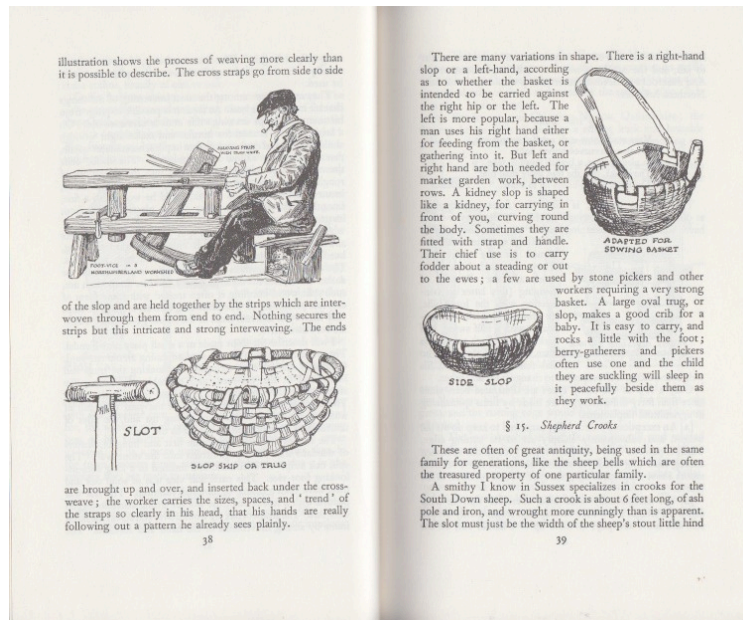 illustration shows the process of weaving more clearly than
it is possible to describe. The cross straps go from side to side
SHAVING STRIP
WITH
FOOT-VICE IN A
NORTHUMBERLAND WORKSHED
of the slop and are held together by the strips which are inter-
woven through them from end to end. Nothing secures the
strips but this intricate and strong interweaving. The ends
SLOT
SLOP SKIP OR TRUG
are brought up and over, and inserted back under the cross-
weave ; the worker carries the sizes, spaces, and ‘ trend ’ of
the straps so clearly in his head, that his hands are really
following out a pattern he already sees plainly.
38
There are many variations in shape. There is a right-hand
slop or a left-hand, according
as to whether the basket is
intended to be carried against
the right hip or the left. The
left is more popular, because a
man uses his right hand either
for feeding from the basket, or
gathering into it. But left and
right hand are both needed for
market garden work, between
rows. A kidney slop is shaped
like a kidney, for carrying in
front of you, curving round
the body. Sometimes they are
fitted with strap and handle.
Their chief use is to carry
fodder about a steading or out
to the ewes ; a few are used by stone pickers and other
ADAPTED FOR
SOWING BASKET
workers requiring a very strong
basket. A large oval trug, or
slop, makes a good crib for a
baby. It is easy to carry, and
rocks a little with the foot ;
berry-gatherers and pickers
often use one and the child
they are suckling will sleep in
it peacefully beside them as
they work.
SIDE SLOP
§ 15. Shepherd Crooks
These are often of great antiquity, being used in the same
family for generations, like the sheep bells which are often
the treasured property of one particular family.
A smithy I know in Sussex specializes in crooks for the
South Down sheep. Such a crook is about 6 feet long, of ash
pole and iron, and wrought more cunningly than is apparent.
The slot must just be the width of the sheep's stout little hind
39